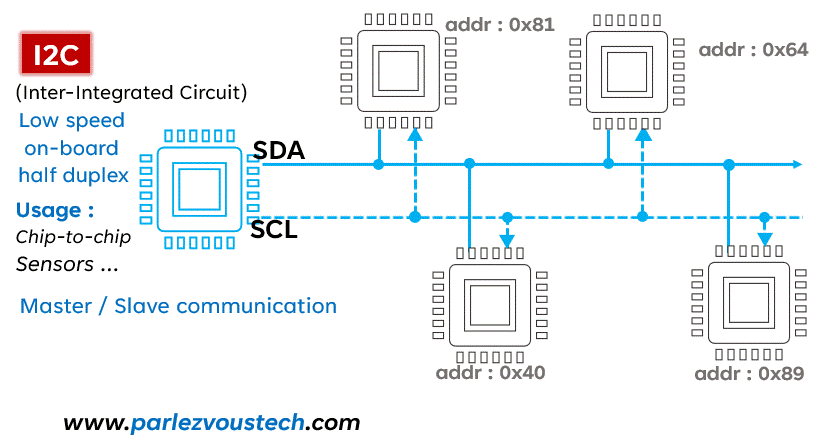 I2C
(Inter-Integrated Circuit)
Low speed
on-board
half duplex
Usage :
Chip-to-chip
Sensors ...
Master / Slave communication
SDA
SCL
addr : 0x81
addr : 0x64
addr : 0x40
addr : 0x89
www.parlezvoustech.com